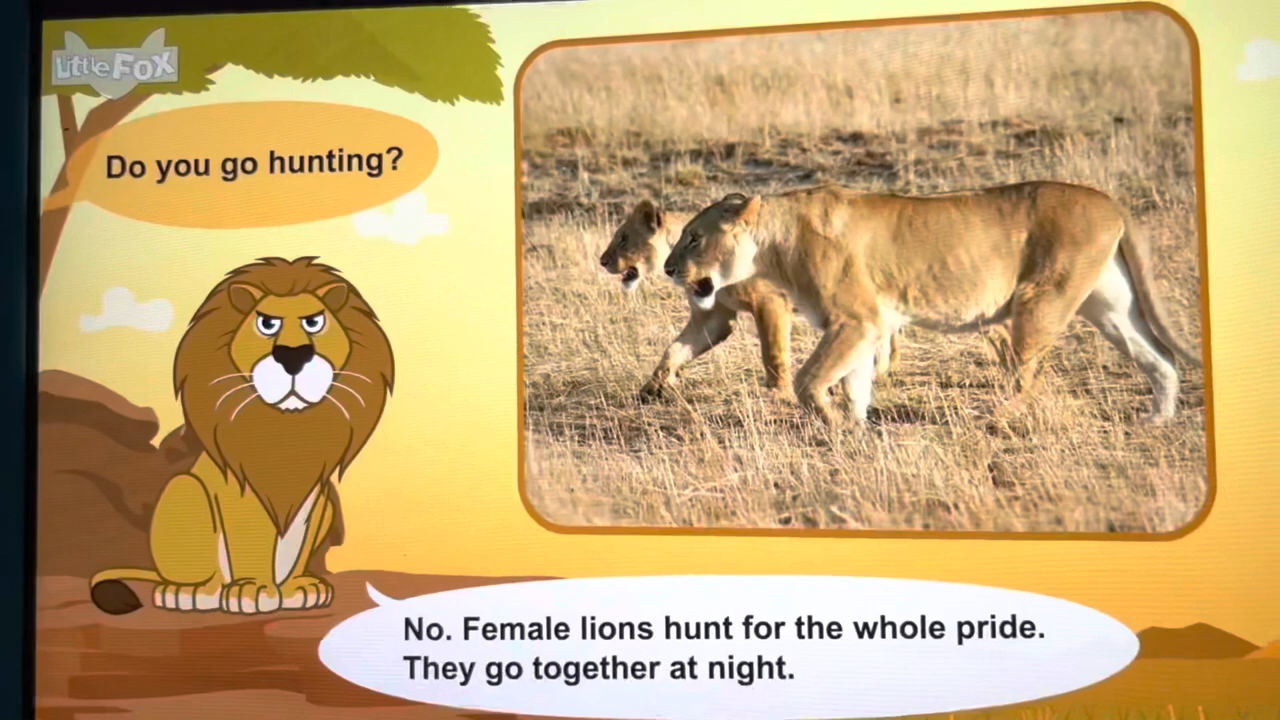 Little Fox
Do you go hunting?
No. Female lions hunt for the whole pride.
They go together at night.